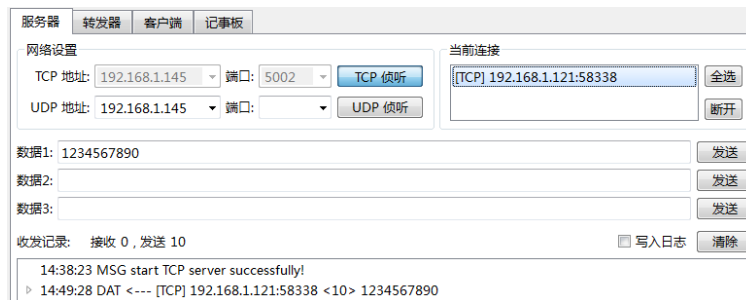 服务器 转发器 客户端 记事板
网络设置 当前连接
TCP 地址: 192.168.1.145 端口: 5002 TCP 侦听 [TCP] 192.168.1.121:58338 全选
UDP 地址: 192.168.1.145 端口: UDP 侦听 断开
数据1: 1234567890 发送
数据2: 发送
数据3: 发送
收发记录: 接收 0 , 发送 10 写入日志 清除
14:38:23 MSG start TCP server successfully!
14:49:28 DAT <--- [TCP] 192.168.1.121:58338 <10> 1234567890